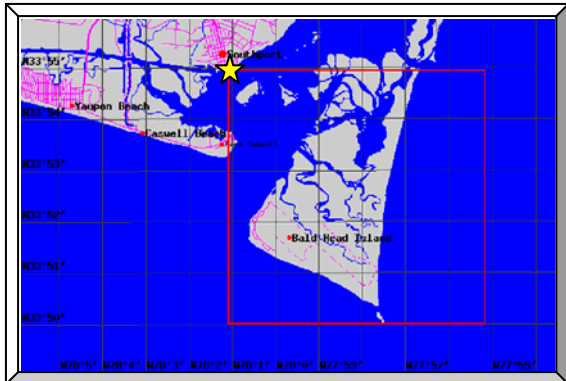 Southport
N33°55'
Yaupon Beach
N33°54'
Caswell Beach
Fort Caswell
N33°53'
N33°52'
Bald Head Island
N33°51'
N33°50'
W78°5' W78°4' W78°3' W78°2' W78°1' W78°0' W77°59' W77°57' W77°55'